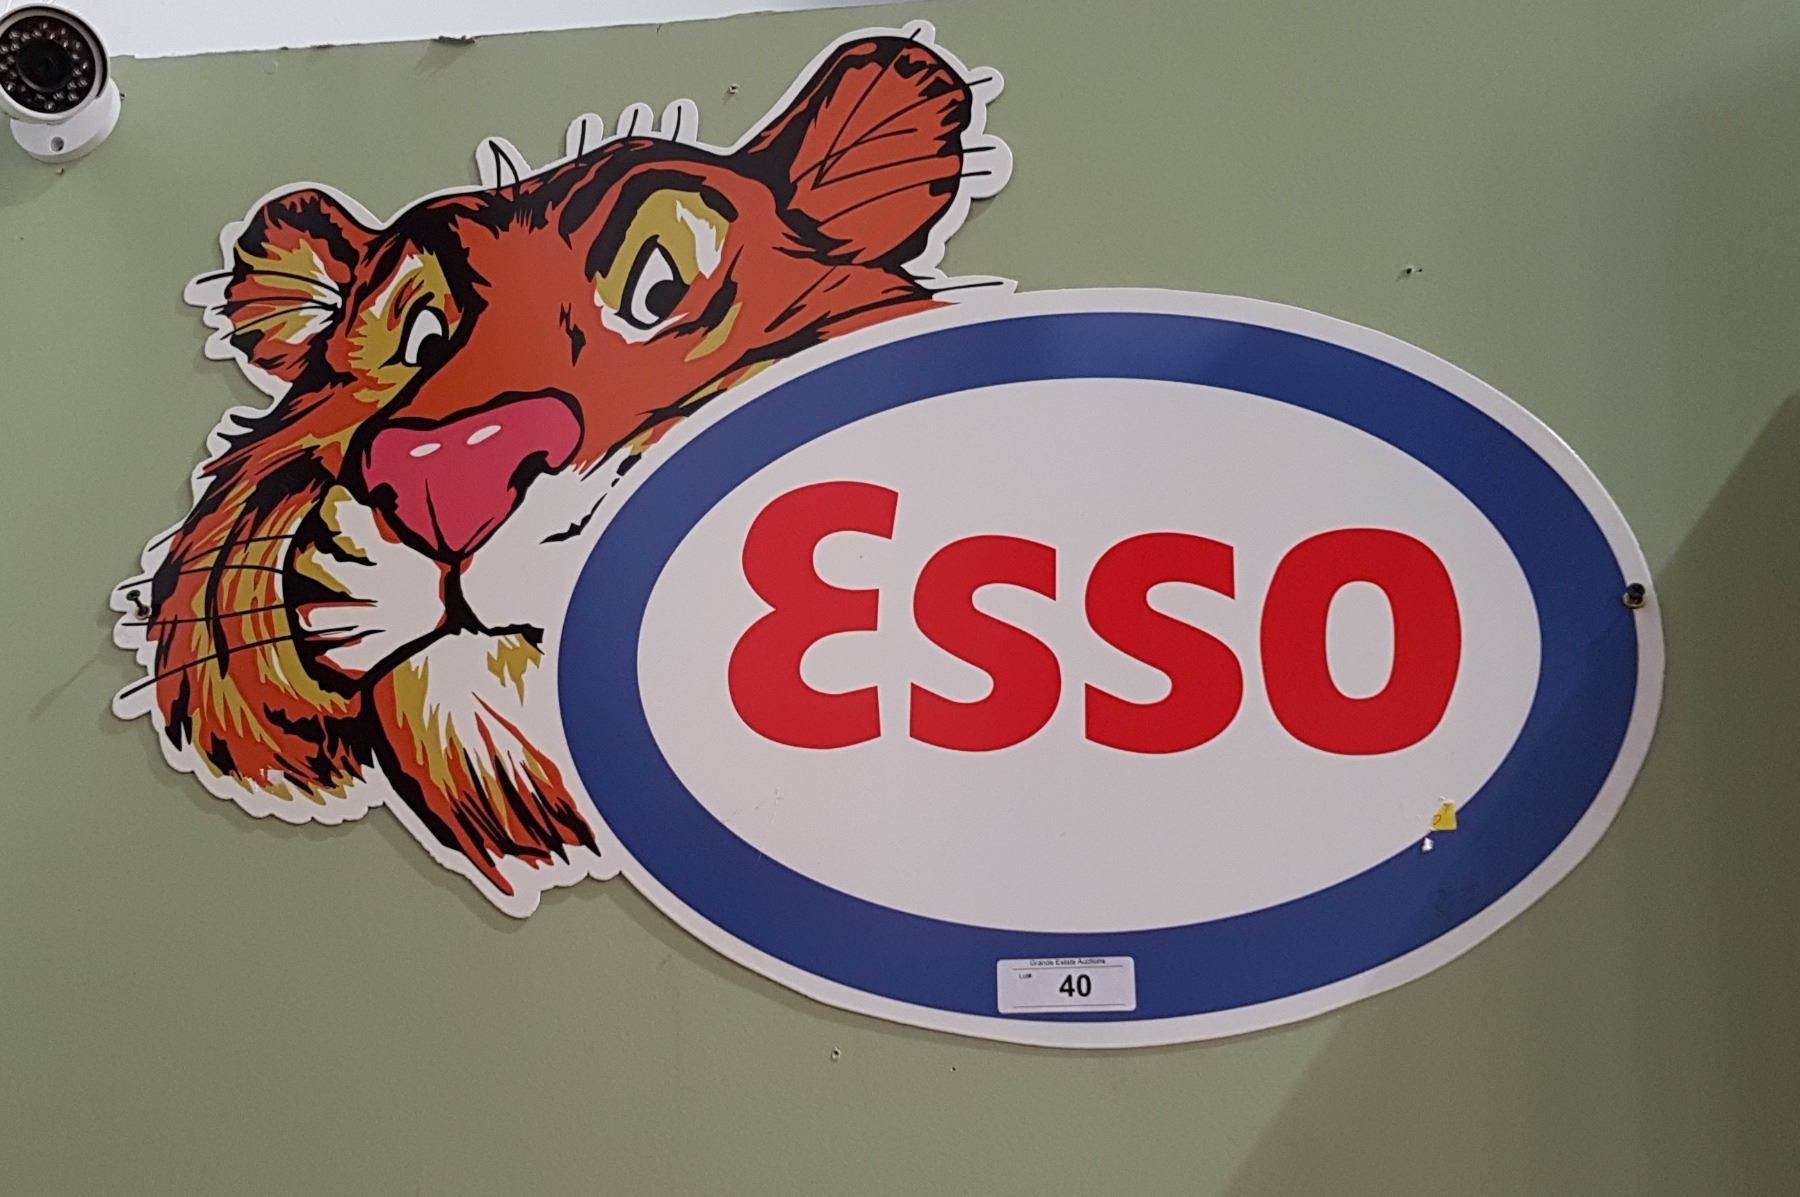 Esso
Grande Estate Auctions
Lot#
40